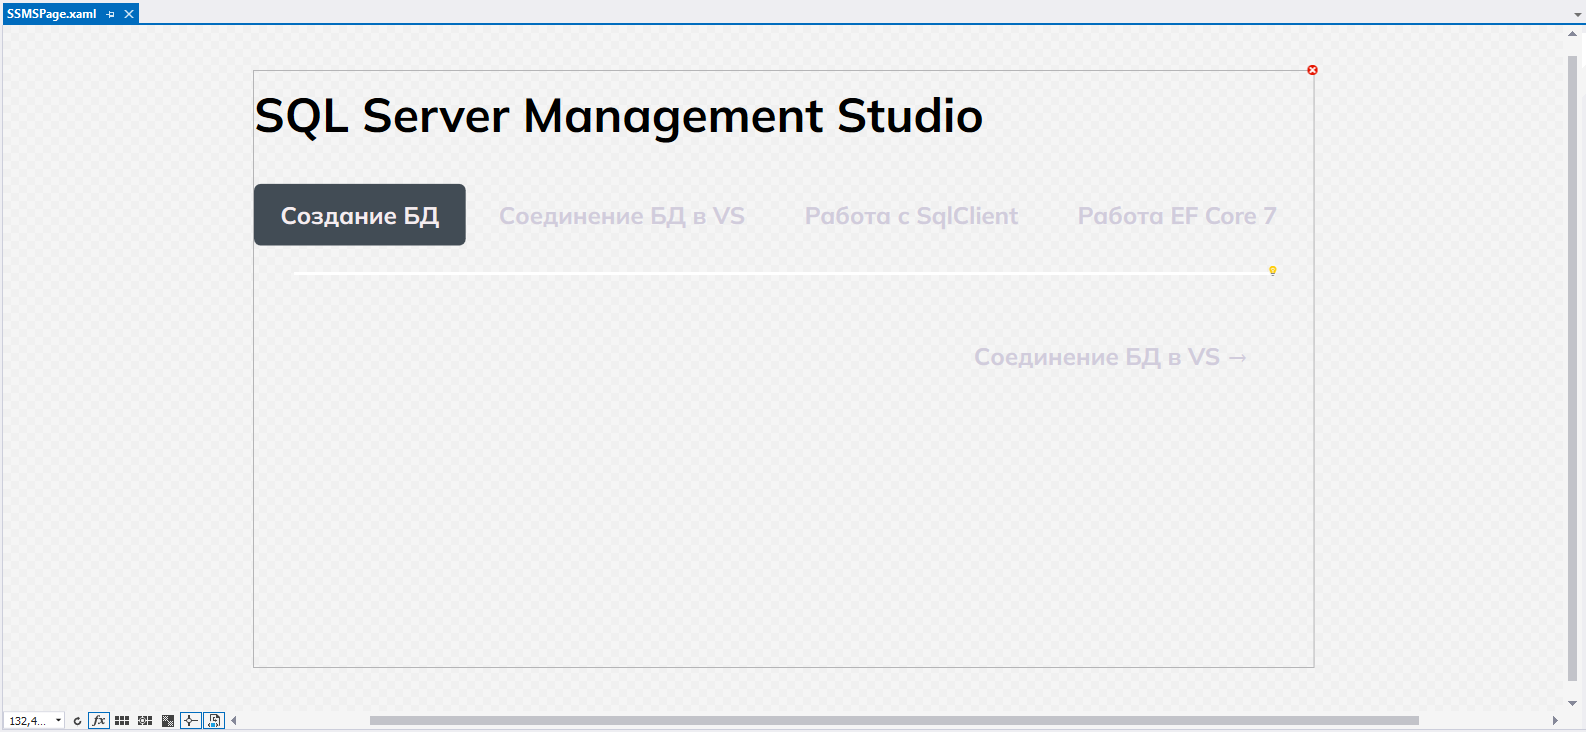 SSMSPage.xaml
SQL Server Management Studio
Создание БД Соединение БД в VS Работа с SqlClient Работа EF Core 7
Соединение БД в VS →
132,4... fx